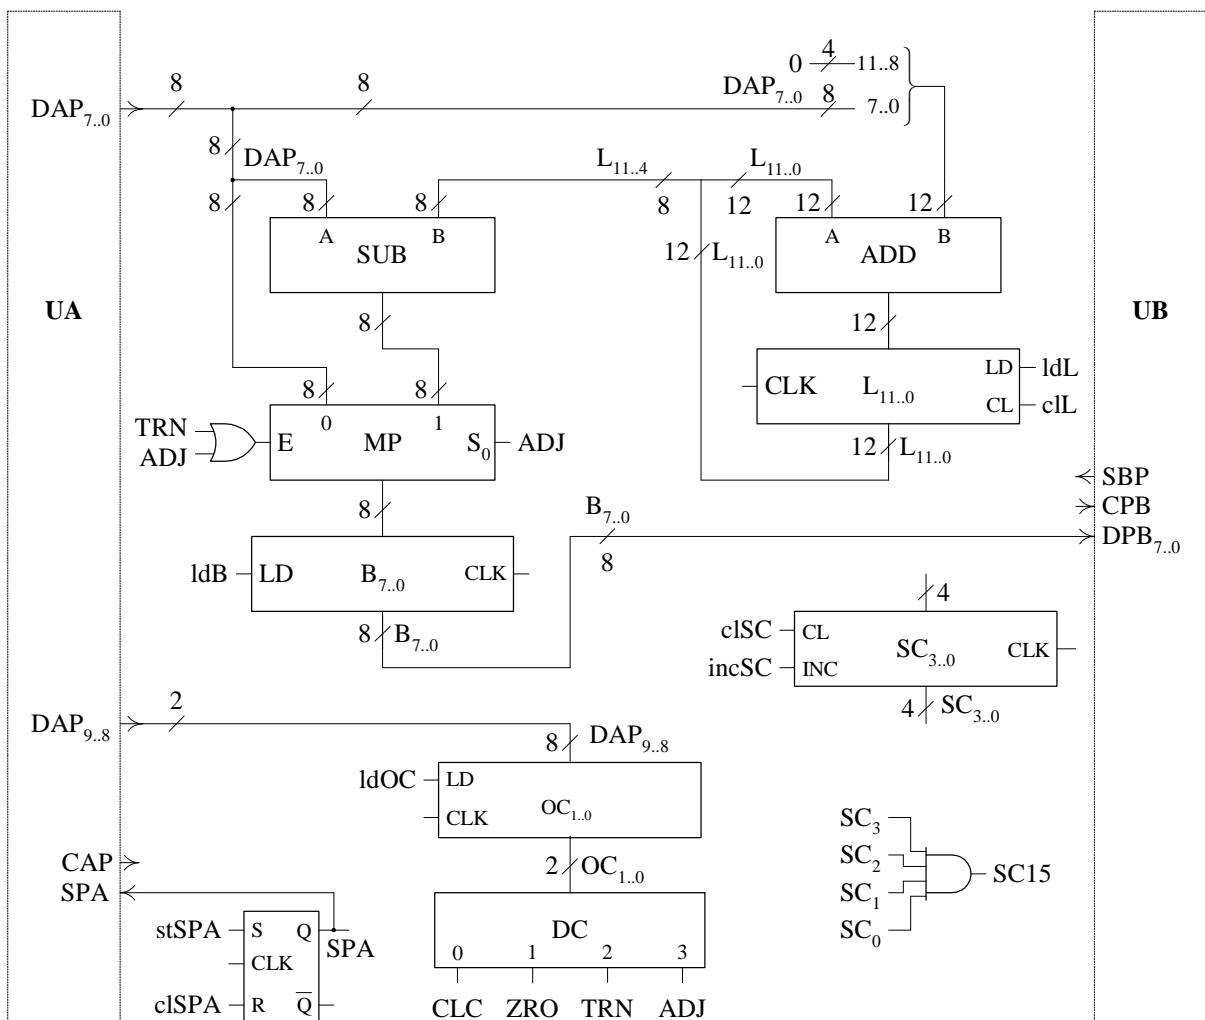 8 8 0 4 11..8
DAP7..0 DAP7..0 8 7..0
8 DAP7..0 L11..4 L11..0
8 8 8 8 12 12 12
A B A B
SUB 12 L11..0 ADD
UA UB
8 12
CLK L11..0 LD ldL
CL clL
8 8
0 1
TRN E MP S0 ADJ
ADJ
12 L11..0
SBP
CPB
8 B7..0 DPB7..0
8
ldB LD B7..0 CLK
4
8 B7..0
clSC CL SC3..0 CLK
incSC INC
4 SC3..0
DAP9..8 2
8 DAP9..8
ldOC LD OC1..0
CLK
SC3
SC2 SC15
SC1
SC0
CAP 2 OC1..0
SPA
stSPA S Q SPA DC
CLK 0 1 2 3
clSPA R Q CLC ZRO TRN ADJ